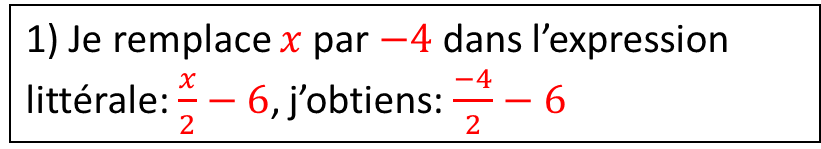 1) Je remplace x par −4 dans l’expression
littérale: x/2 − 6, j’obtiens: −4/2 − 6